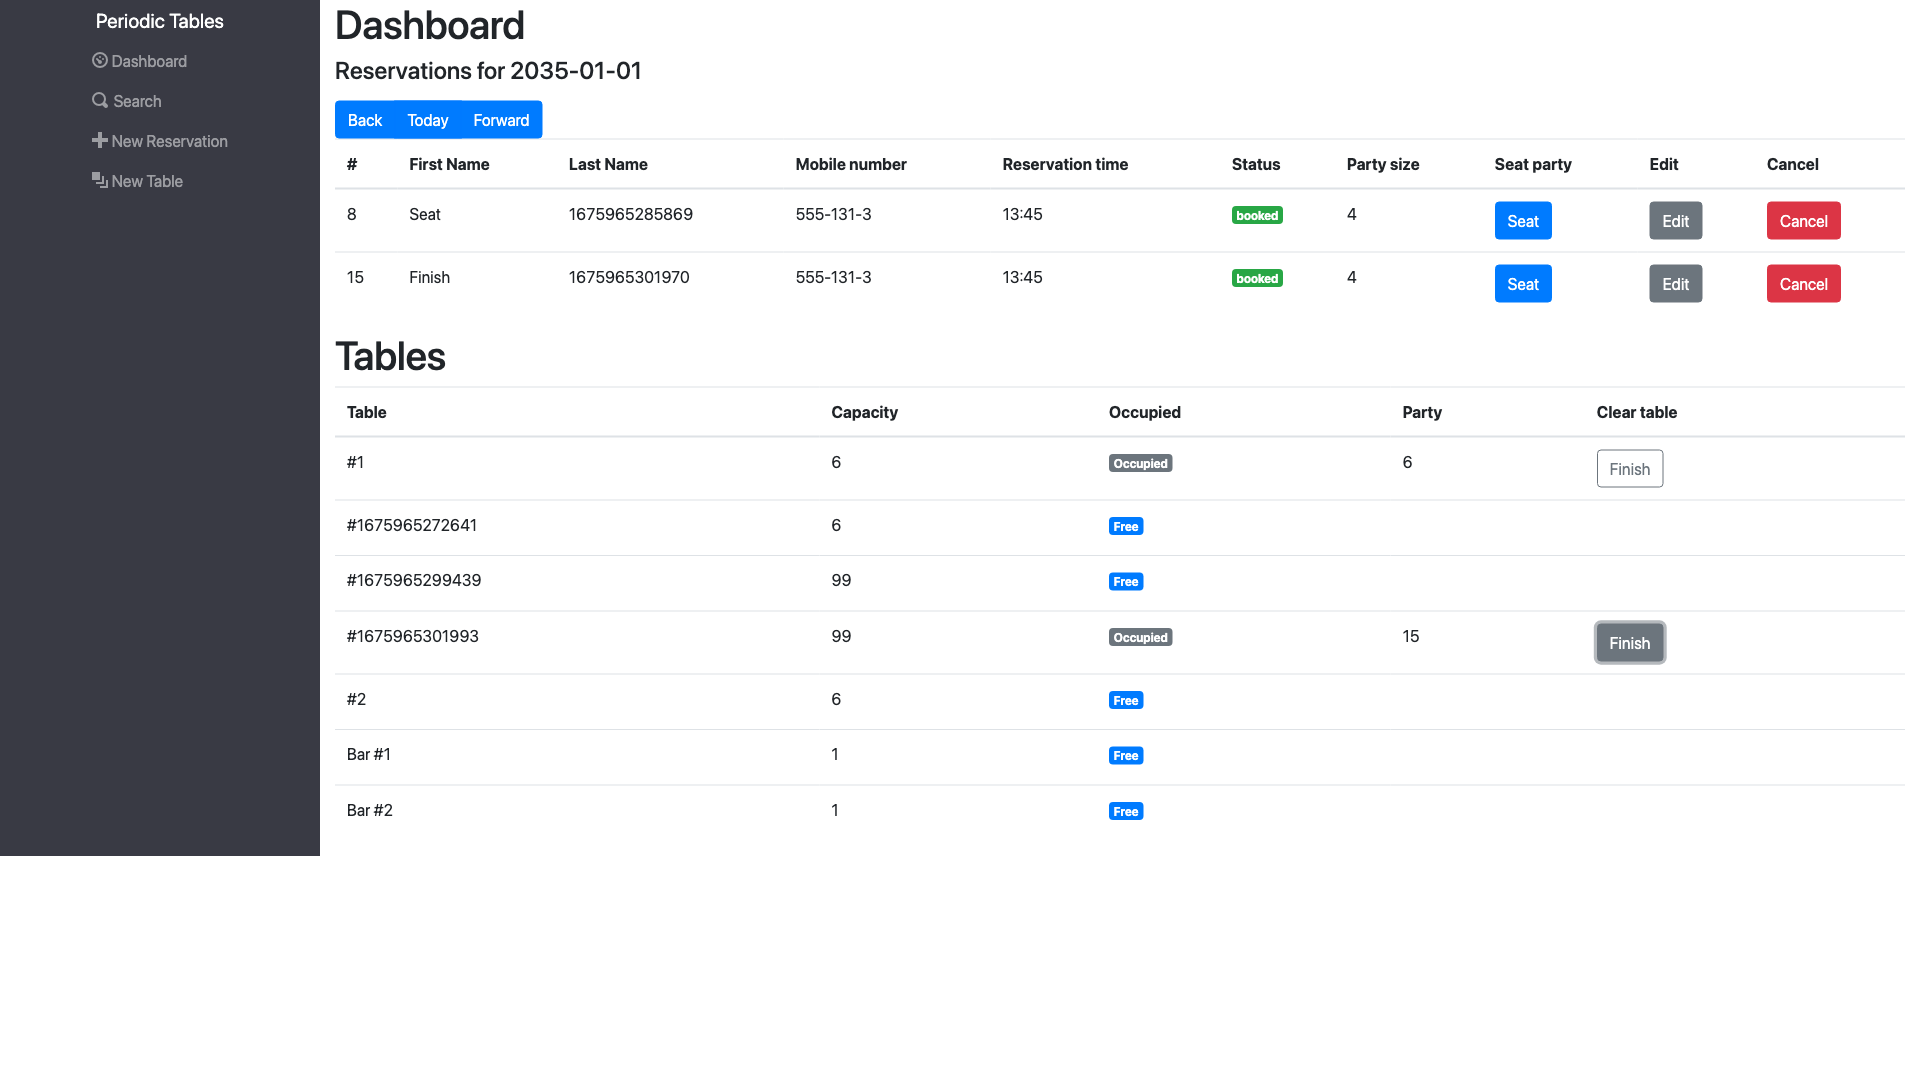 Periodic Tables
Dashboard
Search
New Reservation
New Table
Dashboard
Reservations for 2035-01-01
Back Today Forward
# First Name Last Name Mobile number Reservation time Status Party size Seat party Edit Cancel
8 Seat 1675965285869 555-131-3 13:45 booked 4 Seat Edit Cancel
15 Finish 1675965301970 555-131-3 13:45 booked 4 Seat Edit Cancel
Tables
Table Capacity Occupied Party Clear table
#1 6 Occupied 6 Finish
#1675965272641 6 Free
#1675965299439 99 Free
#1675965301993 99 Occupied 15 Finish
#2 6 Free
Bar #1 1 Free
Bar #2 1 Free